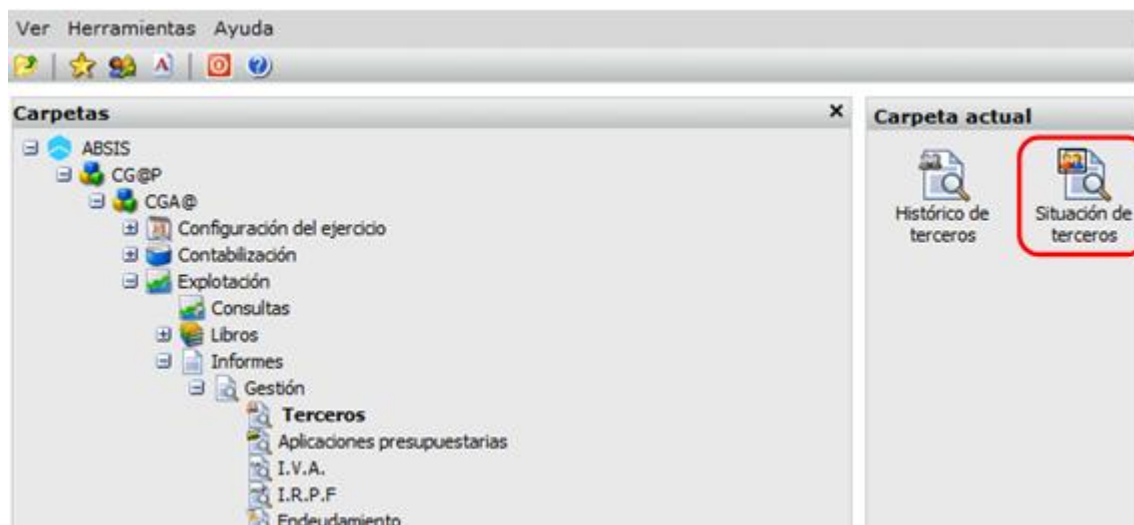 Ver Herramientas Ayuda
Carpetas
ABSIS
CG@P
CGA@
Configuración del ejercicio
Contabilización
Explotación
Consultas
Libros
Informes
Gestión
Terceros
Aplicaciones presupuestarias
I.V.A.
I.R.P.F
Endeudamiento
Carpeta actual
Histórico de
terceros
Situación de
terceros